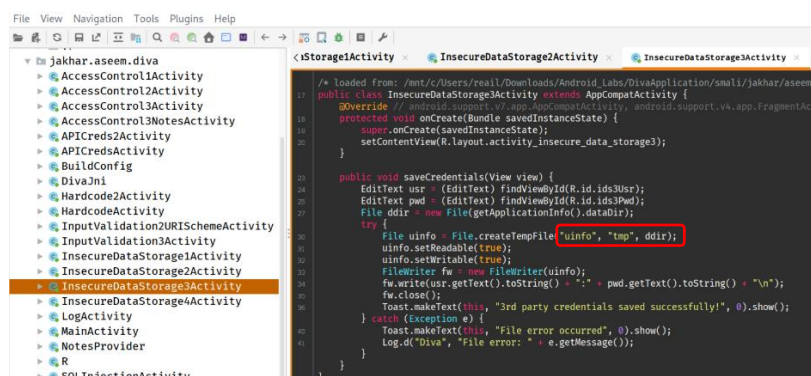 File View Navigation Tools Plugins Help
jakhar.aseem.diva
AccessControl1Activity
AccessControl2Activity
AccessControl3Activity
AccessControl3NotesActivity
APICreds2Activity
APICredsActivity
BuildConfig
DivaJni
Hardcode2Activity
HardcodeActivity
InputValidation2URISchemeActivity
InputValidation3Activity
InsecureDataStorage1Activity
InsecureDataStorage2Activity
InsecureDataStorage3Activity
InsecureDataStorage4Activity
LogActivity
MainActivity
NotesProvider
R
SQLInjectionActivity
Storage1Activity × InsecureDataStorage2Activity × InsecureDataStorage3Activity ×
/* loaded from: /mnt/c/Users/reail/Downloads/Android_Labs/DivaApplication/smali/jakhar/aseem
17 public class InsecureDataStorage3Activity extends AppCompatActivity {
@Override // android.support.v7.app.AppCompatActivity, android.support.v4.app.FragmentAc
18 protected void onCreate(Bundle savedInstanceState) {
19 super.onCreate(savedInstanceState);
20 setContentView(R.layout.activity_insecure_data_storage3);
}
23 public void saveCredentials(View view) {
24 EditText usr = (EditText) findViewById(R.id.ids3Usr);
25 EditText pwd = (EditText) findViewById(R.id.ids3Pwd);
27 File ddir = new File(getApplicationInfo().dataDir);
try {
30 File uinfo = File.createTempFile("uinfo", "tmp", ddir);
31 uinfo.setReadable(true);
32 uinfo.setWritable(true);
33 FileWriter fw = new FileWriter(uinfo);
34 fw.write(usr.getText().toString() + ":" + pwd.getText().toString() + "\n");
35 fw.close();
36 Toast.makeText(this, "3rd party credentials saved successfully!", 0).show();
} catch (Exception e) {
40 Toast.makeText(this, "File error occurred", 0).show();
41 Log.d("Diva", "File error: " + e.getMessage());
}
}